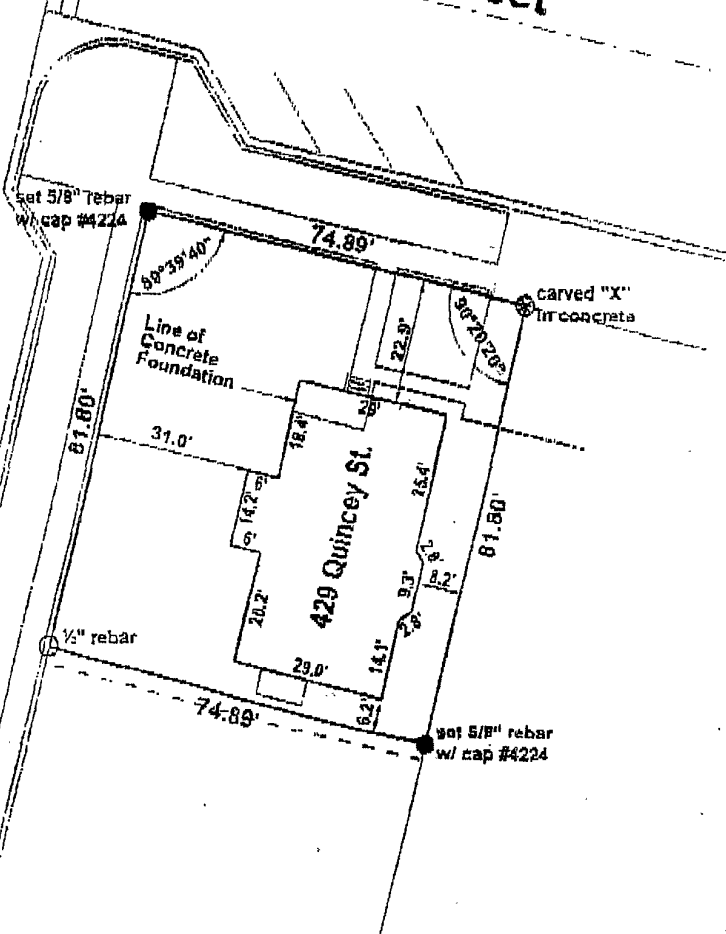 set 5/8" rebar
w/ cap #4224
74.89'
89°39'40"
carved "X"
in concrete
90°20'20"
22.9'
Line of
Concrete
Foundation
81.80'
31.0'
18.4'
429 Quincey St.
25.4'
6'
14.2'
6'
81.80'
8.2'
9.3'
20.2'
½" rebar
29.0'
14.1'
6.2'
74.89'
set 5/8" rebar
w/ cap #4224